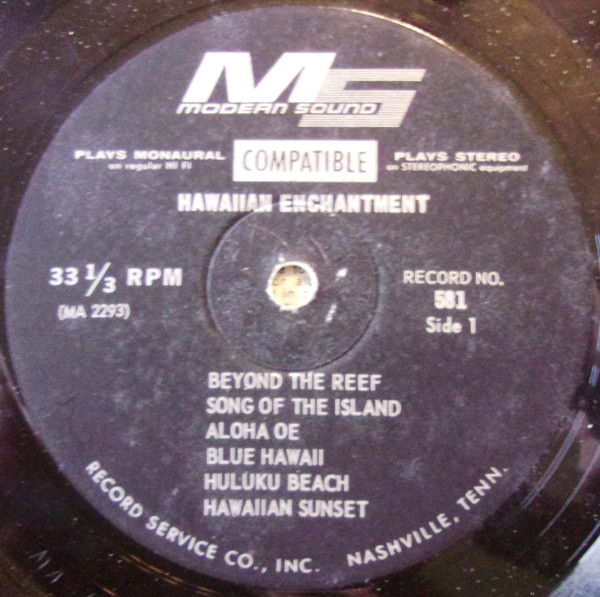 MS
MODERN SOUND
PLAYS MONAURAL
on regular HI FI
COMPATIBLE
PLAYS STEREO
on STEREOPHONIC equipment
HAWAIIAN ENCHANTMENT
33 1/3 RPM
(MA 2293)
RECORD NO.
581
Side 1
BEYOND THE REEF
SONG OF THE ISLAND
ALOHA OE
BLUE HAWAII
HULUKU BEACH
HAWAIIAN SUNSET
RECORD SERVICE CO., INC. NASHVILLE, TENN.